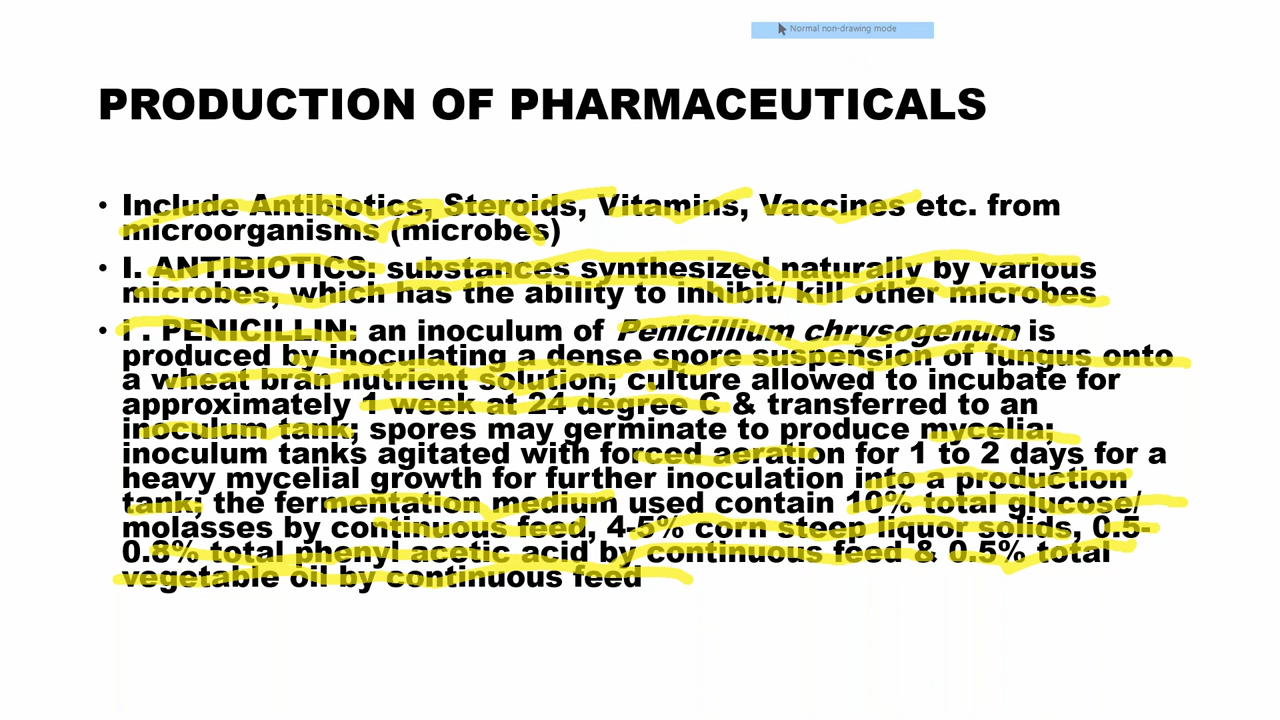 Normal non-drawing mode
PRODUCTION OF PHARMACEUTICALS
• Include Antibiotics, Steroids, Vitamins, Vaccines etc. from
microorganisms (microbes)
• I. ANTIBIOTICS: substances synthesized naturally by various
microbes, which has the ability to inhibit/ kill other microbes
• i . PENICILLIN: an inoculum of Penicillium chrysogenum is
produced by inoculating a dense spore suspension of fungus onto
a wheat bran nutrient solution; culture allowed to incubate for
approximately 1 week at 24 degree C & transferred to an
inoculum tank; spores may germinate to produce mycelia;
inoculum tanks agitated with forced aeration for 1 to 2 days for a
heavy mycelial growth for further inoculation into a production
tank; the fermentation medium used contain 10% total glucose/
molasses by continuous feed, 4-5% corn steep liquor solids, 0.5-
0.8% total phenyl acetic acid by continuous feed & 0.5% total
vegetable oil by continuous feed